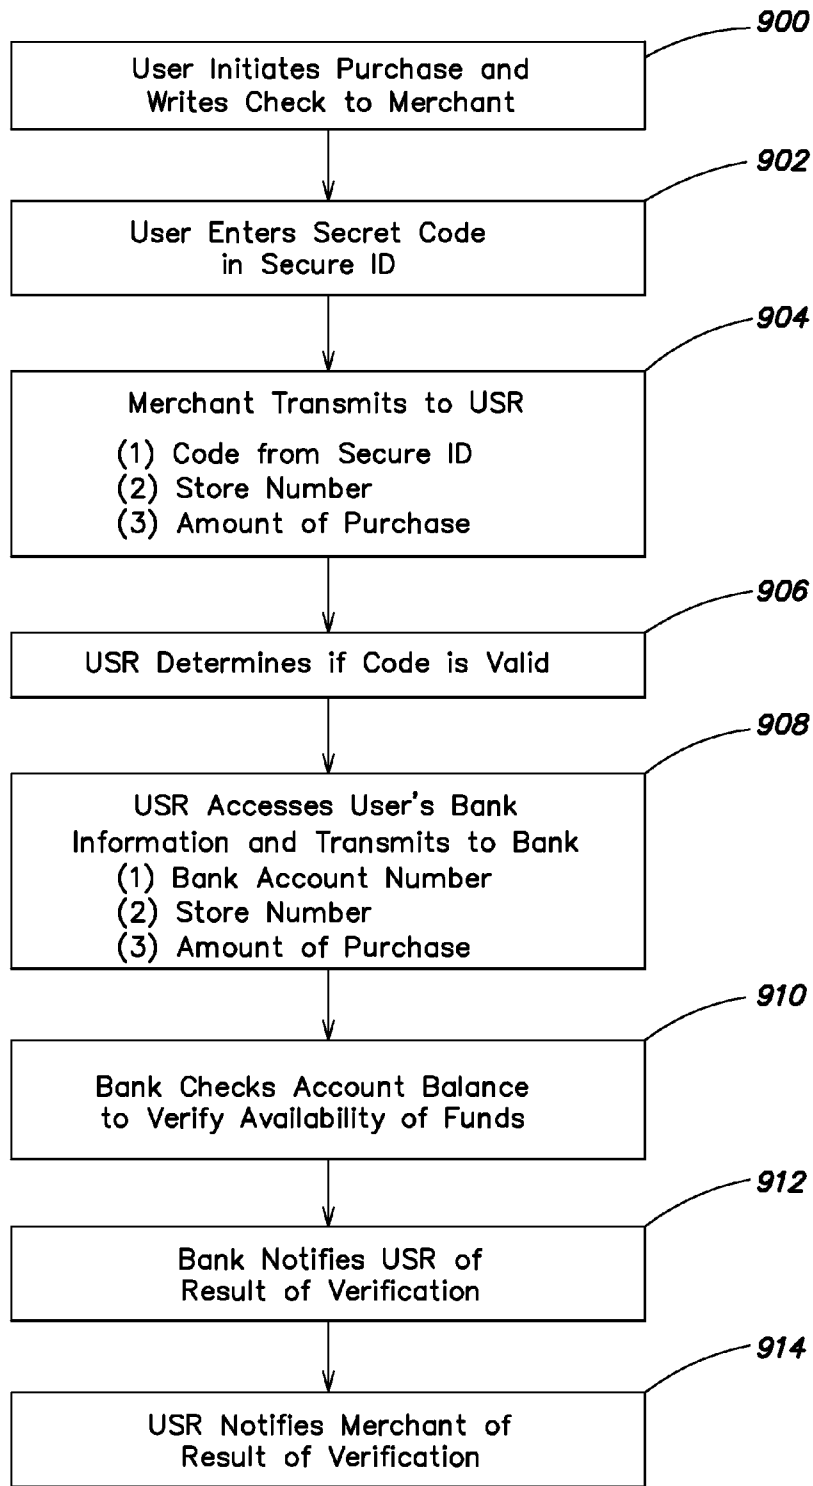 900
User Initiates Purchase and
Writes Check to Merchant
902
User Enters Secret Code
in Secure ID
904
Merchant Transmits to USR
(1) Code from Secure ID
(2) Store Number
(3) Amount of Purchase
906
USR Determines if Code is Valid
908
USR Accesses User's Bank
Information and Transmits to Bank
(1) Bank Account Number
(2) Store Number
(3) Amount of Purchase
910
Bank Checks Account Balance
to Verify Availability of Funds
912
Bank Notifies USR of
Result of Verification
914
USR Notifies Merchant of
Result of Verification